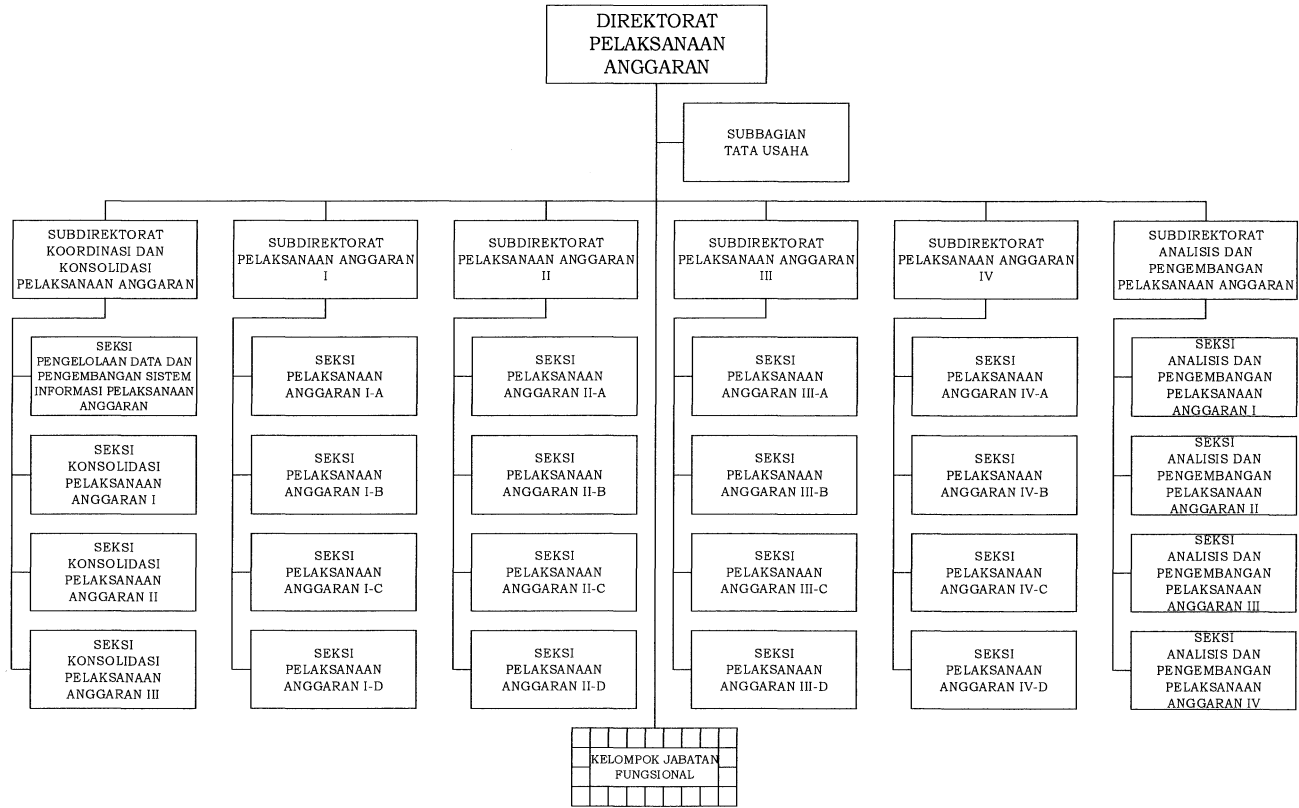 DIREKTORAT
PELAKSANAAN
ANGGARAN
SUBBAGIAN
TATA USAHA
SUBDIREKTORAT
KOORDINASI DAN
KONSOLIDASI
PELAKSANAAN ANGGARAN
SUBDIREKTORAT
PELAKSANAAN ANGGARAN
I
SUBDIREKTORAT
PELAKSANAAN ANGGARAN
II
SUBDIREKTORAT
PELAKSANAAN ANGGARAN
III
SUBDIREKTORAT
PELAKSANAAN ANGGARAN
IV
SUBDIREKTORAT
ANALISIS DAN
PENGEMBANGAN
PELAKSANAAN ANGGARAN
SEKSI
PENGELOLAAN DATA DAN
PENGEMBANGAN SISTEM
INFORMASI PELAKSANAAN
ANGGARAN
SEKSI
PELAKSANAAN
ANGGARAN I-A
SEKSI
PELAKSANAAN
ANGGARAN II-A
SEKSI
PELAKSANAAN
ANGGARAN III-A
SEKSI
PELAKSANAAN
ANGGARAN IV-A
SEKSI
ANALISIS DAN
PENGEMBANGAN
PELAKSANAAN
ANGGARAN I
SEKSI
KONSOLIDASI
PELAKSANAAN
ANGGARAN I
SEKSI
PELAKSANAAN
ANGGARAN I-B
SEKSI
PELAKSANAAN
ANGGARAN II-B
SEKSI
PELAKSANAAN
ANGGARAN III-B
SEKSI
PELAKSANAAN
ANGGARAN IV-B
SEKSI
ANALISIS DAN
PENGEMBANGAN
PELAKSANAAN
ANGGARAN II
SEKSI
KONSOLIDASI
PELAKSANAAN
ANGGARAN II
SEKSI
PELAKSANAAN
ANGGARAN I-C
SEKSI
PELAKSANAAN
ANGGARAN II-C
SEKSI
PELAKSANAAN
ANGGARAN III-C
SEKSI
PELAKSANAAN
ANGGARAN IV-C
SEKSI
ANALISIS DAN
PENGEMBANGAN
PELAKSANAAN
ANGGARAN III
SEKSI
KONSOLIDASI
PELAKSANAAN
ANGGARAN III
SEKSI
PELAKSANAAN
ANGGARAN I-D
SEKSI
PELAKSANAAN
ANGGARAN II-D
SEKSI
PELAKSANAAN
ANGGARAN III-D
SEKSI
PELAKSANAAN
ANGGARAN IV-D
SEKSI
ANALISIS DAN
PENGEMBANGAN
PELAKSANAAN
ANGGARAN IV
KELOMPOK JABATAN
FUNGSIONAL